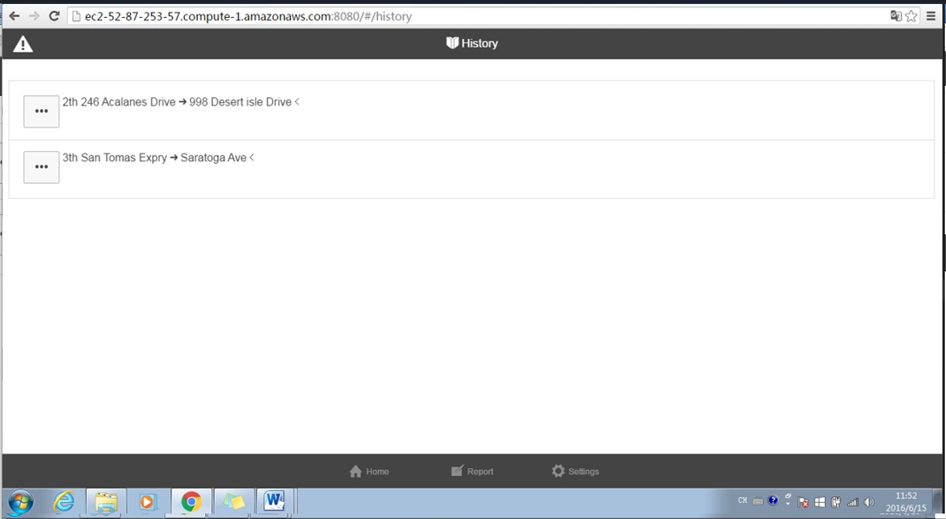 ec2-52-87-253-57.compute-1.amazonaws.com:8080/#/history
History
2th 246 Acalanes Drive ➔ 998 Desert isle Drive <
3th San Tomas Expry ➔ Saratoga Ave <
Home Report Settings
CH 11:52
2016/6/15